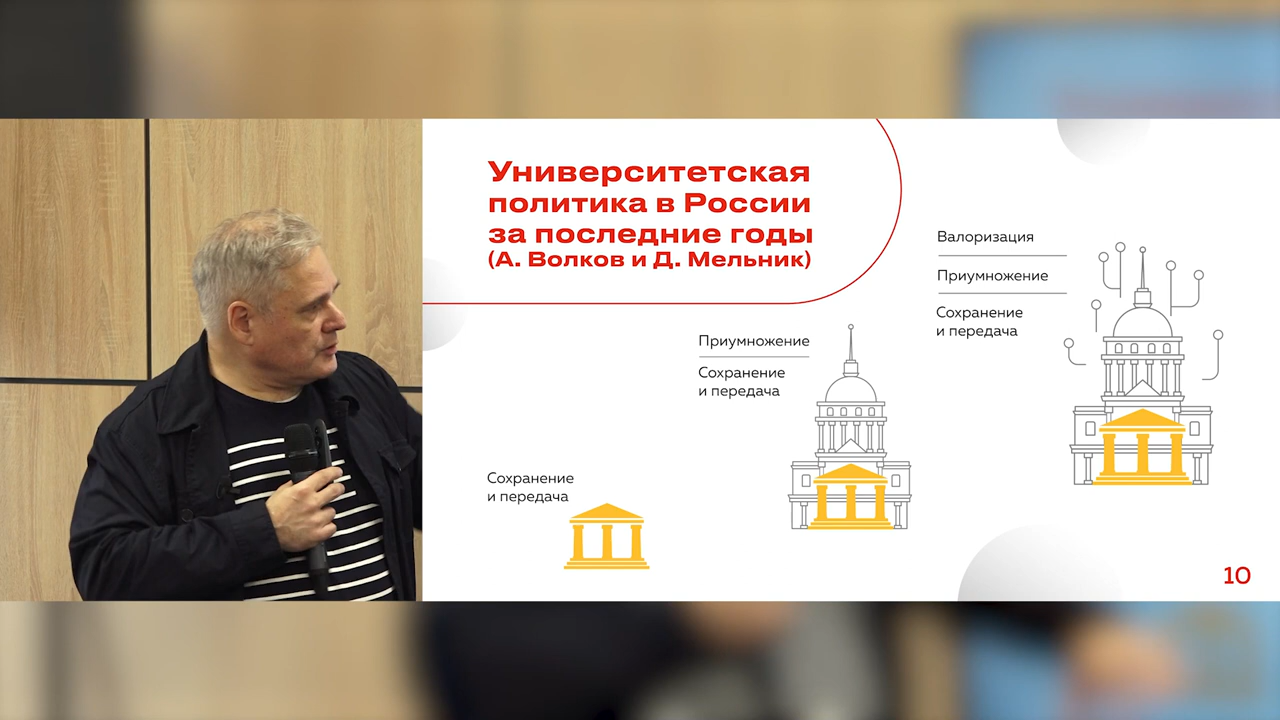 Университетская
политика в России
за последние годы
(А. Волков и Д. Мельник)
Сохранение
и передача
Приумножение
Сохранение
и передача
Валоризация
Приумножение
Сохранение
и передача
10